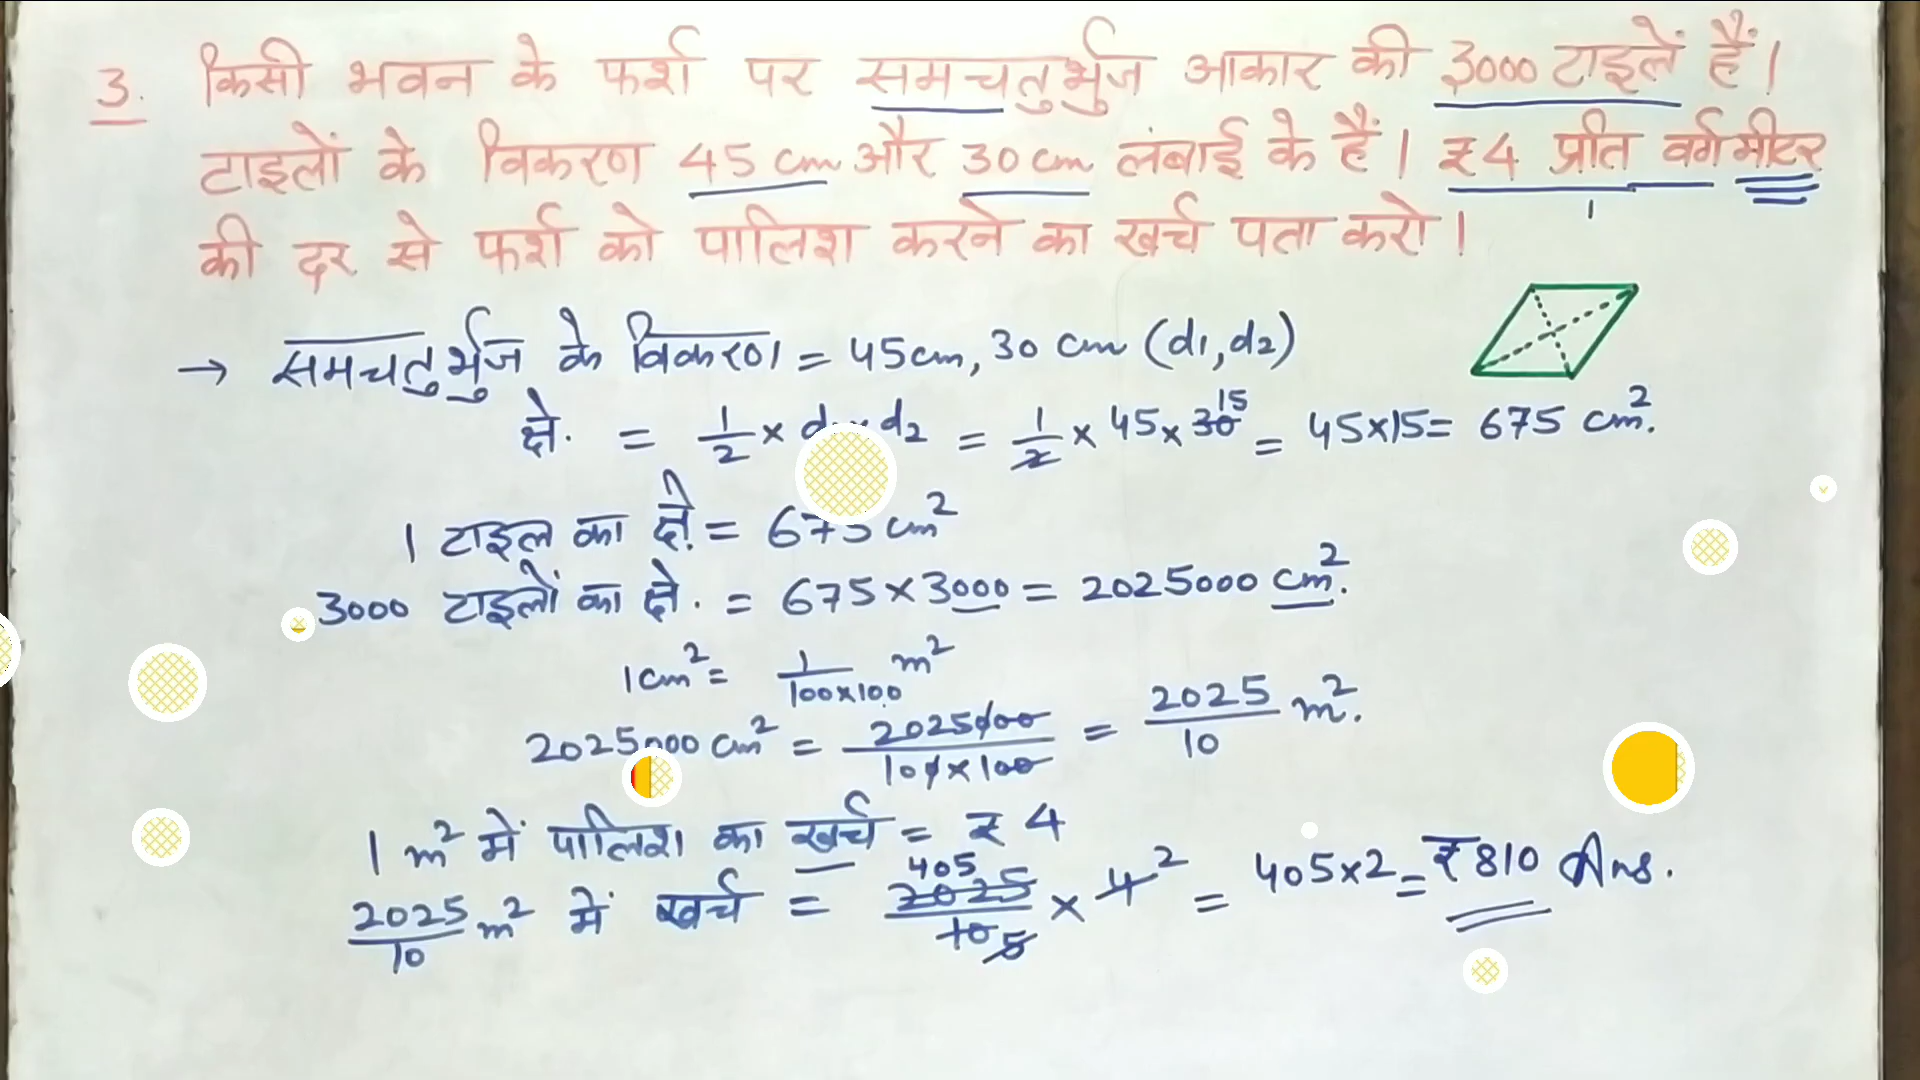 3. किसी भवन के फर्श पर समचतुर्भुज आकार की 3000 टाइलें हैं।
टाइलों के विकरण 45 cm और 30 cm लंबाई के हैं। ₹4 प्रति वर्गमीटर
की दर से फर्श को पालिश करने का खर्च पता करो।
→ समचतुर्भुज के विकरण = 45cm, 30 cm (d1, d2)
क्षे. = 1/2 × d1 × d2 = 1/2 × 45 × 30 15 = 45×15 = 675 cm².
1 टाइल का क्षे. = 675 cm²
3000 टाइलों का क्षे. = 675 × 3000 = 2025000 cm².
1cm² = 1/100×100 m²
2025000 cm² = 2025000/100×100 = 2025/10 m².
1 m² में पालिश का खर्च = ₹ 4
2025/10 m² में खर्च = 405 2025/10 5 × 4 2 = 405×2 = ₹810 Ans.